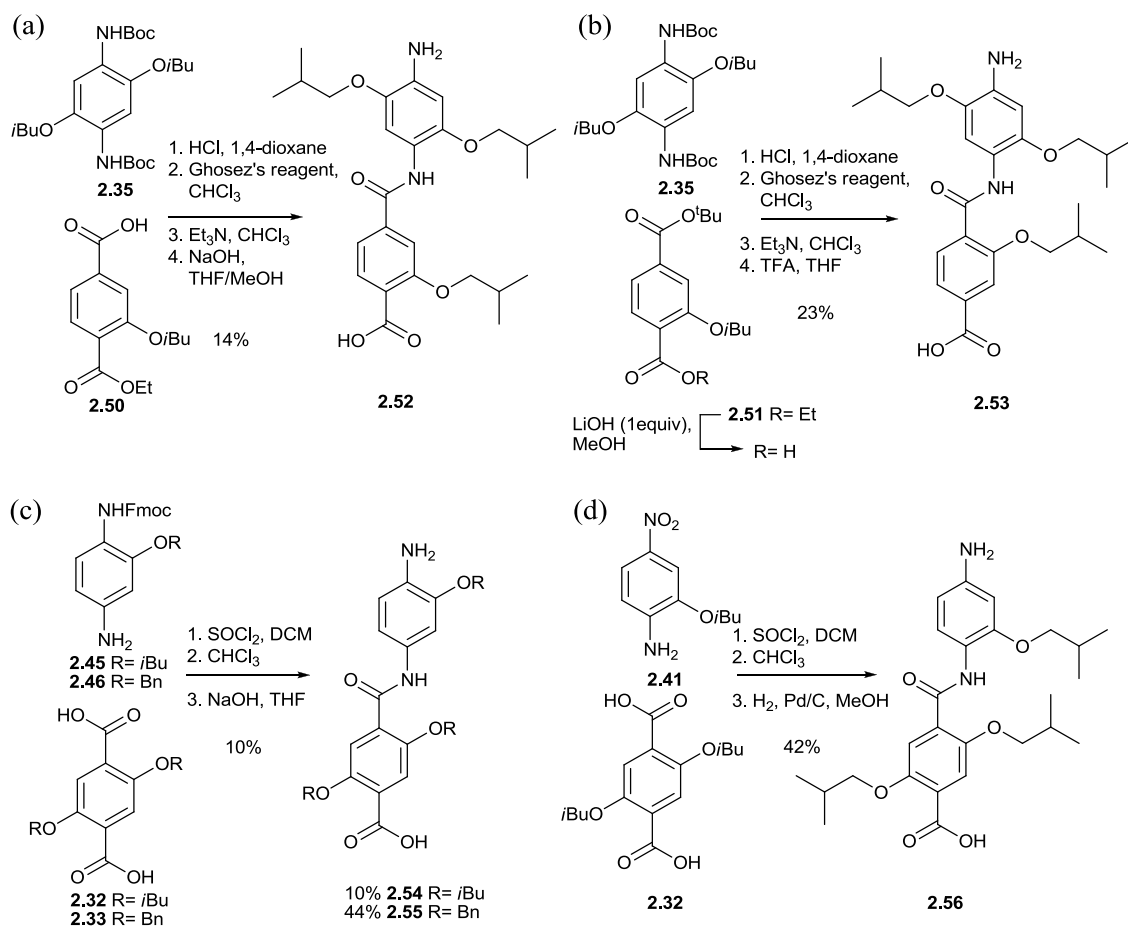 (a)
NHBoc
OiBu
iBuO
NHBoc
2.35
O
OH
OiBu
O
OEt
2.50
1. HCl, 1,4-dioxane
2. Ghosez's reagent,
CHCl3
3. Et3N, CHCl3
4. NaOH,
THF/MeOH
14%
NH2
O
O
NH
O
O
HO
O
2.52
(b)
NHBoc
OiBu
iBuO
NHBoc
2.35
O
OtBu
OiBu
O
OR
2.51 R= Et
LiOH (1equiv),
MeOH
R= H
1. HCl, 1,4-dioxane
2. Ghosez's reagent,
CHCl3
3. Et3N, CHCl3
4. TFA, THF
23%
NH2
O
O
O
NH
O
HO
O
2.53
(c)
NHFmoc
OR
NH2
2.45 R= iBu
2.46 R= Bn
HO
O
OR
OR
O
OH
2.32 R= iBu
2.33 R= Bn
1. SOCl2, DCM
2. CHCl3
3. NaOH, THF
10%
NH2
OR
NH
O
OR
RO
O
OH
10% 2.54 R= iBu
44% 2.55 R= Bn
(d)
NO2
OiBu
NH2
2.41
HO
O
OiBu
iBuO
O
OH
2.32
1. SOCl2, DCM
2. CHCl3
3. H2, Pd/C, MeOH
42%
NH2
O
O
NH
O
O
O
OH
2.56